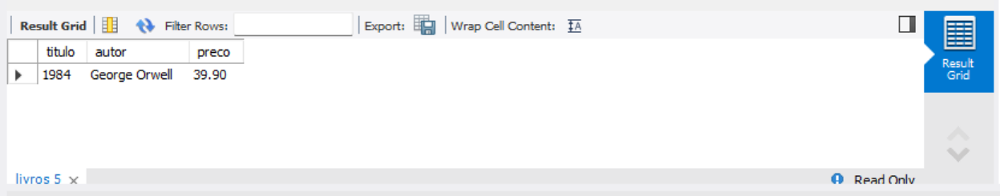 Result Grid Filter Rows: Export: Wrap Cell Content: IA
titulo autor preco
1984 George Orwell 39.90
Result
Grid
livros 5 ×
Read Only